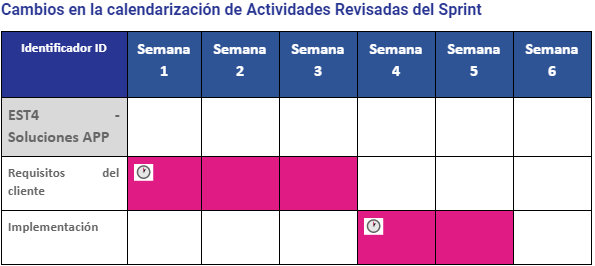 Cambios en la calendarización de Actividades Revisadas del Sprint
Identificador ID
Semana
1
Semana
2
Semana
3
Semana
4
Semana
5
Semana
6
EST4 -
Soluciones APP
Requisitos del
cliente
Implementación